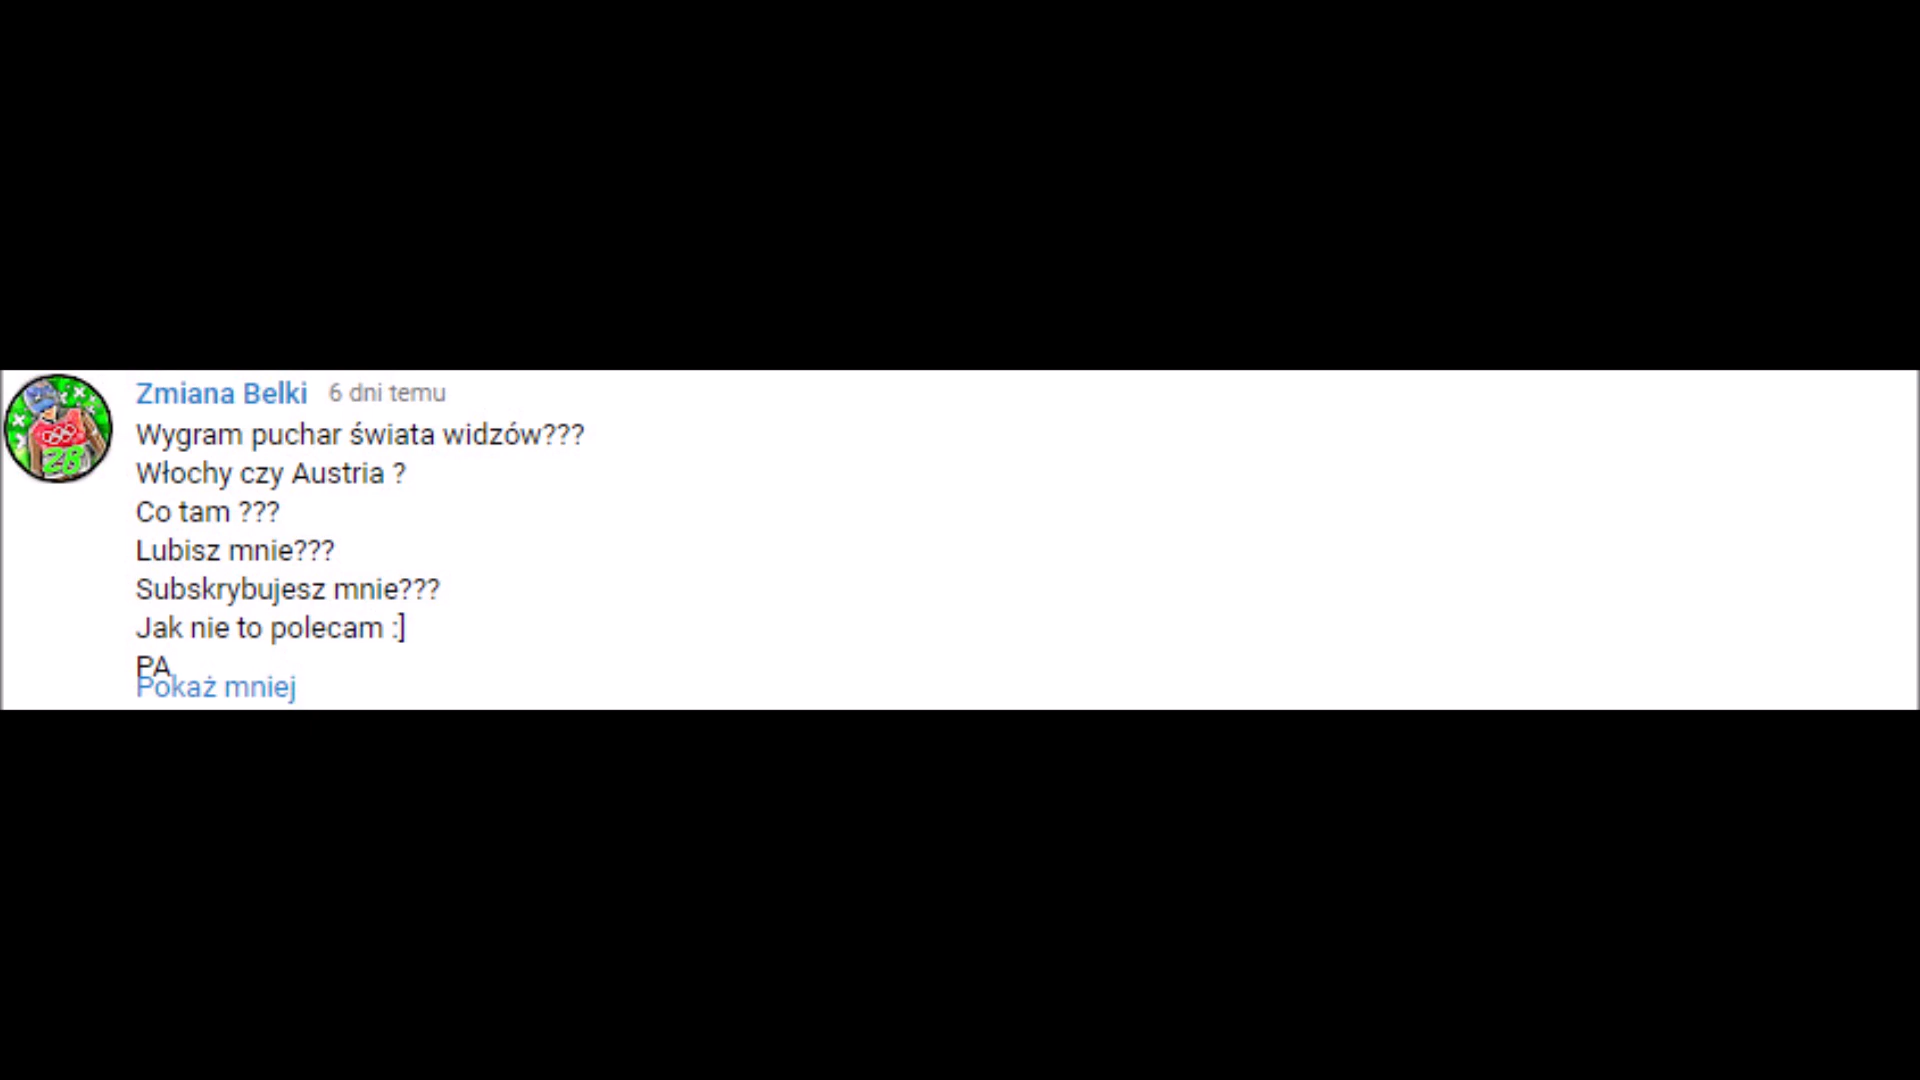 Zmiana Belki 6 dni temu
Wygram puchar świata widzów???
Włochy czy Austria ?
Co tam ???
Lubisz mnie???
Subskrybujesz mnie???
Jak nie to polecam :]
PA
Pokaż mniej
ZB